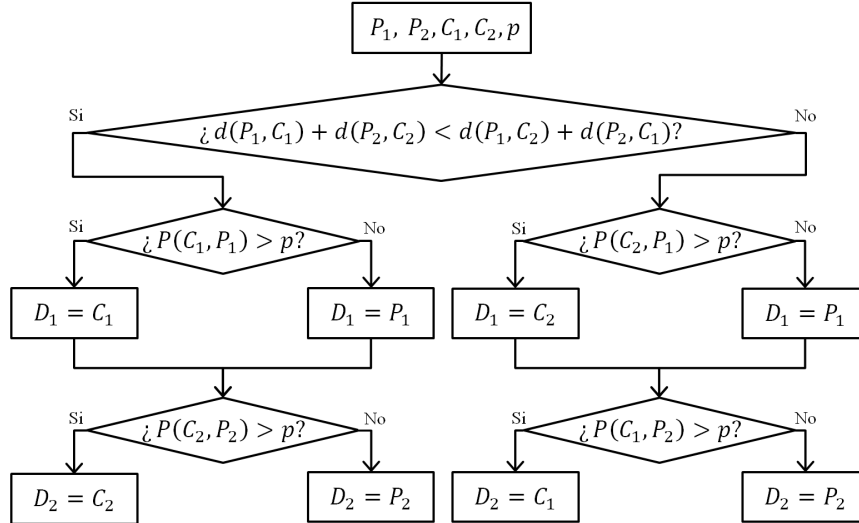 P₁, P₂, C₁, C₂, p
Si
No
¿d(P₁, C₁) + d(P₂, C₂) < d(P₁, C₂) + d(P₂, C₁)?
Si
¿P(C₁, P₁) > p?
No
Si
¿P(C₂, P₁) > p?
No
D₁ = C₁
D₁ = P₁
D₁ = C₂
D₁ = P₁
Si
¿P(C₂, P₂) > p?
No
Si
¿P(C₁, P₂) > p?
No
D₂ = C₂
D₂ = P₂
D₂ = C₁
D₂ = P₂